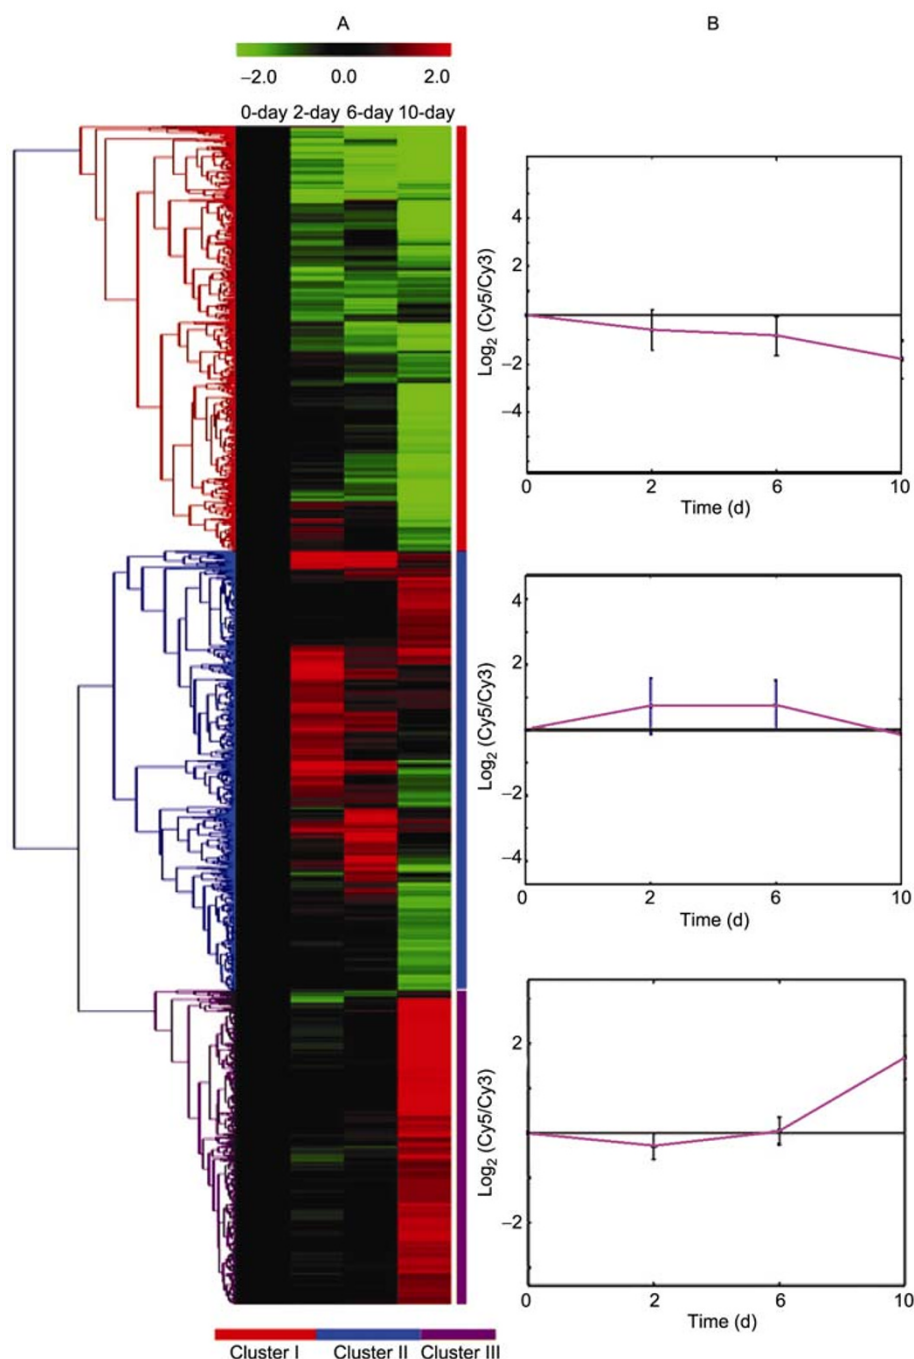 A
B
−2.0 0.0 2.0
0-day 2-day 6-day 10-day
4
2
−2
−4
Log2 (Cy5/Cy3)
0 2 6 10
Time (d)
4
2
−2
−4
Log2 (Cy5/Cy3)
0 2 6 10
Time (d)
2
−2
Log2 (Cy5/Cy3)
0 2 6 10
Time (d)
Cluster I Cluster II Cluster III